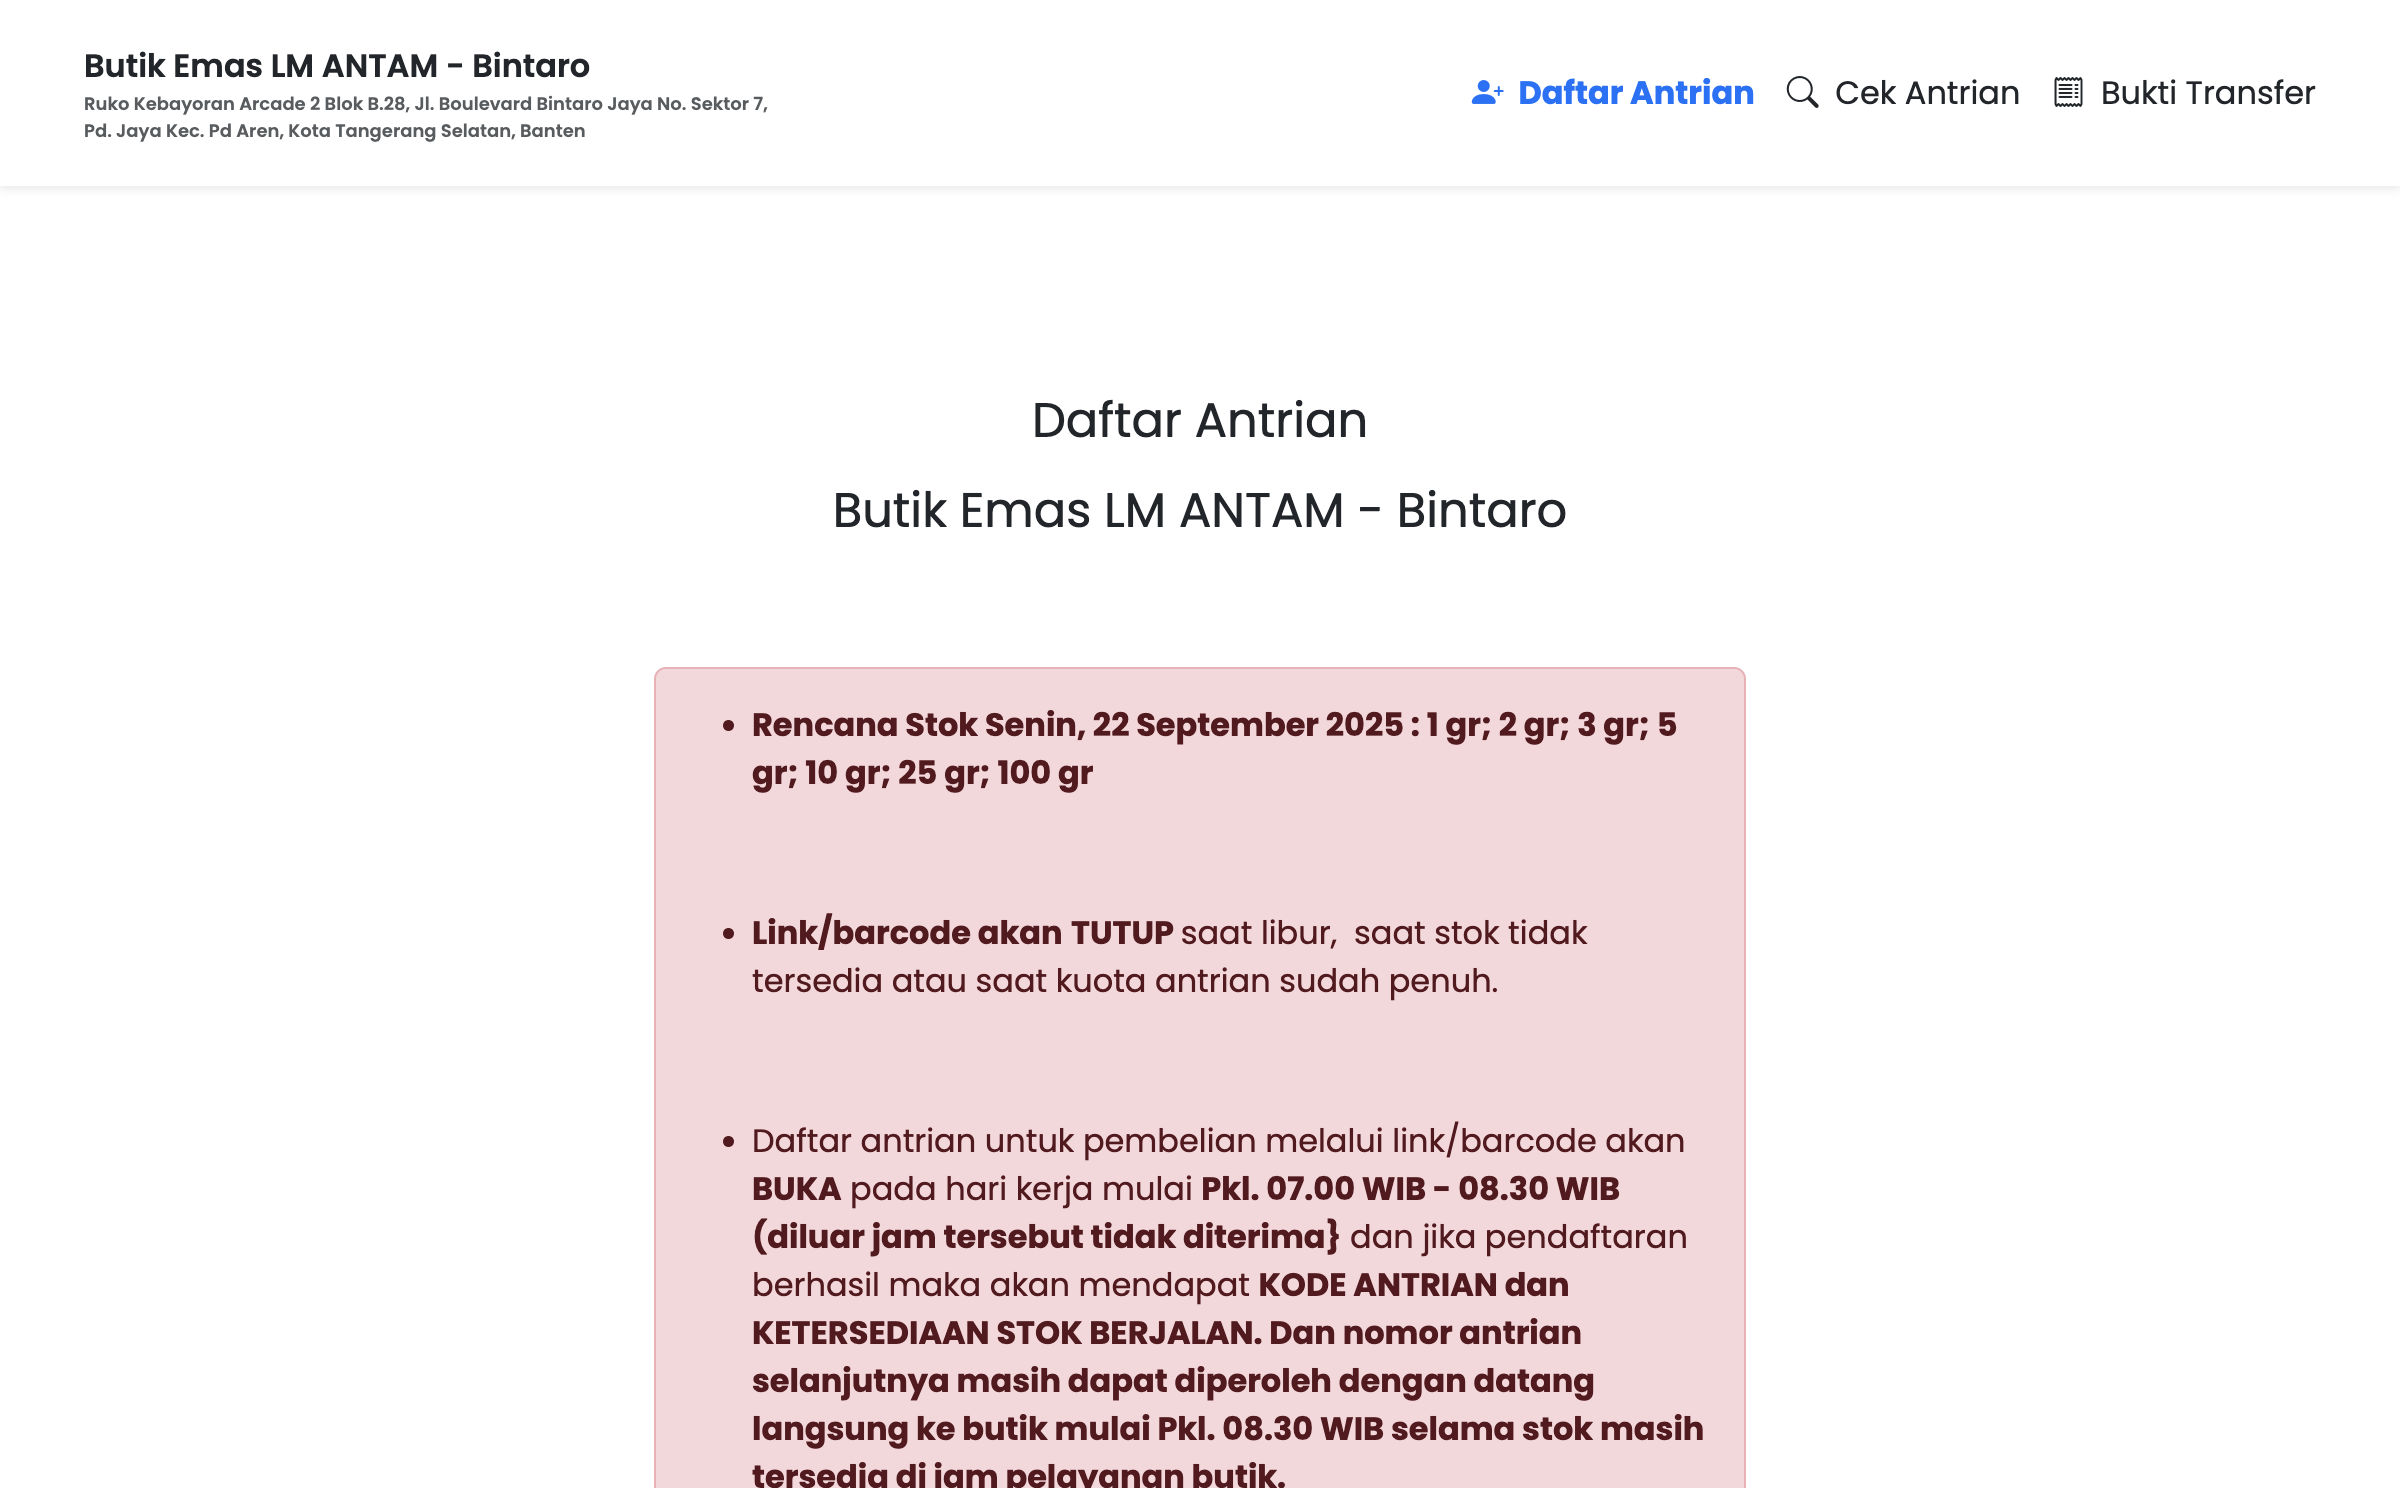 Butik Emas LM ANTAM - Bintaro
Ruko Kebayoran Arcade 2 Blok B.28, Jl. Boulevard Bintaro Jaya No. Sektor 7,
Pd. Jaya Kec. Pd Aren, Kota Tangerang Selatan, Banten
Daftar Antrian
Cek Antrian
Bukti Transfer
Daftar Antrian
Butik Emas LM ANTAM - Bintaro
• Rencana Stok Senin, 22 September 2025 : 1 gr; 2 gr; 3 gr; 5
gr; 10 gr; 25 gr; 100 gr
• Link/barcode akan TUTUP saat libur,  saat stok tidak
tersedia atau saat kuota antrian sudah penuh.
• Daftar antrian untuk pembelian melalui link/barcode akan
BUKA pada hari kerja mulai Pkl. 07.00 WIB - 08.30 WIB
(diluar jam tersebut tidak diterima} dan jika pendaftaran
berhasil maka akan mendapat KODE ANTRIAN dan
KETERSEDIAAN STOK BERJALAN. Dan nomor antrian
selanjutnya masih dapat diperoleh dengan datang
langsung ke butik mulai Pkl. 08.30 WIB selama stok masih
tersedia di jam pelayanan butik.